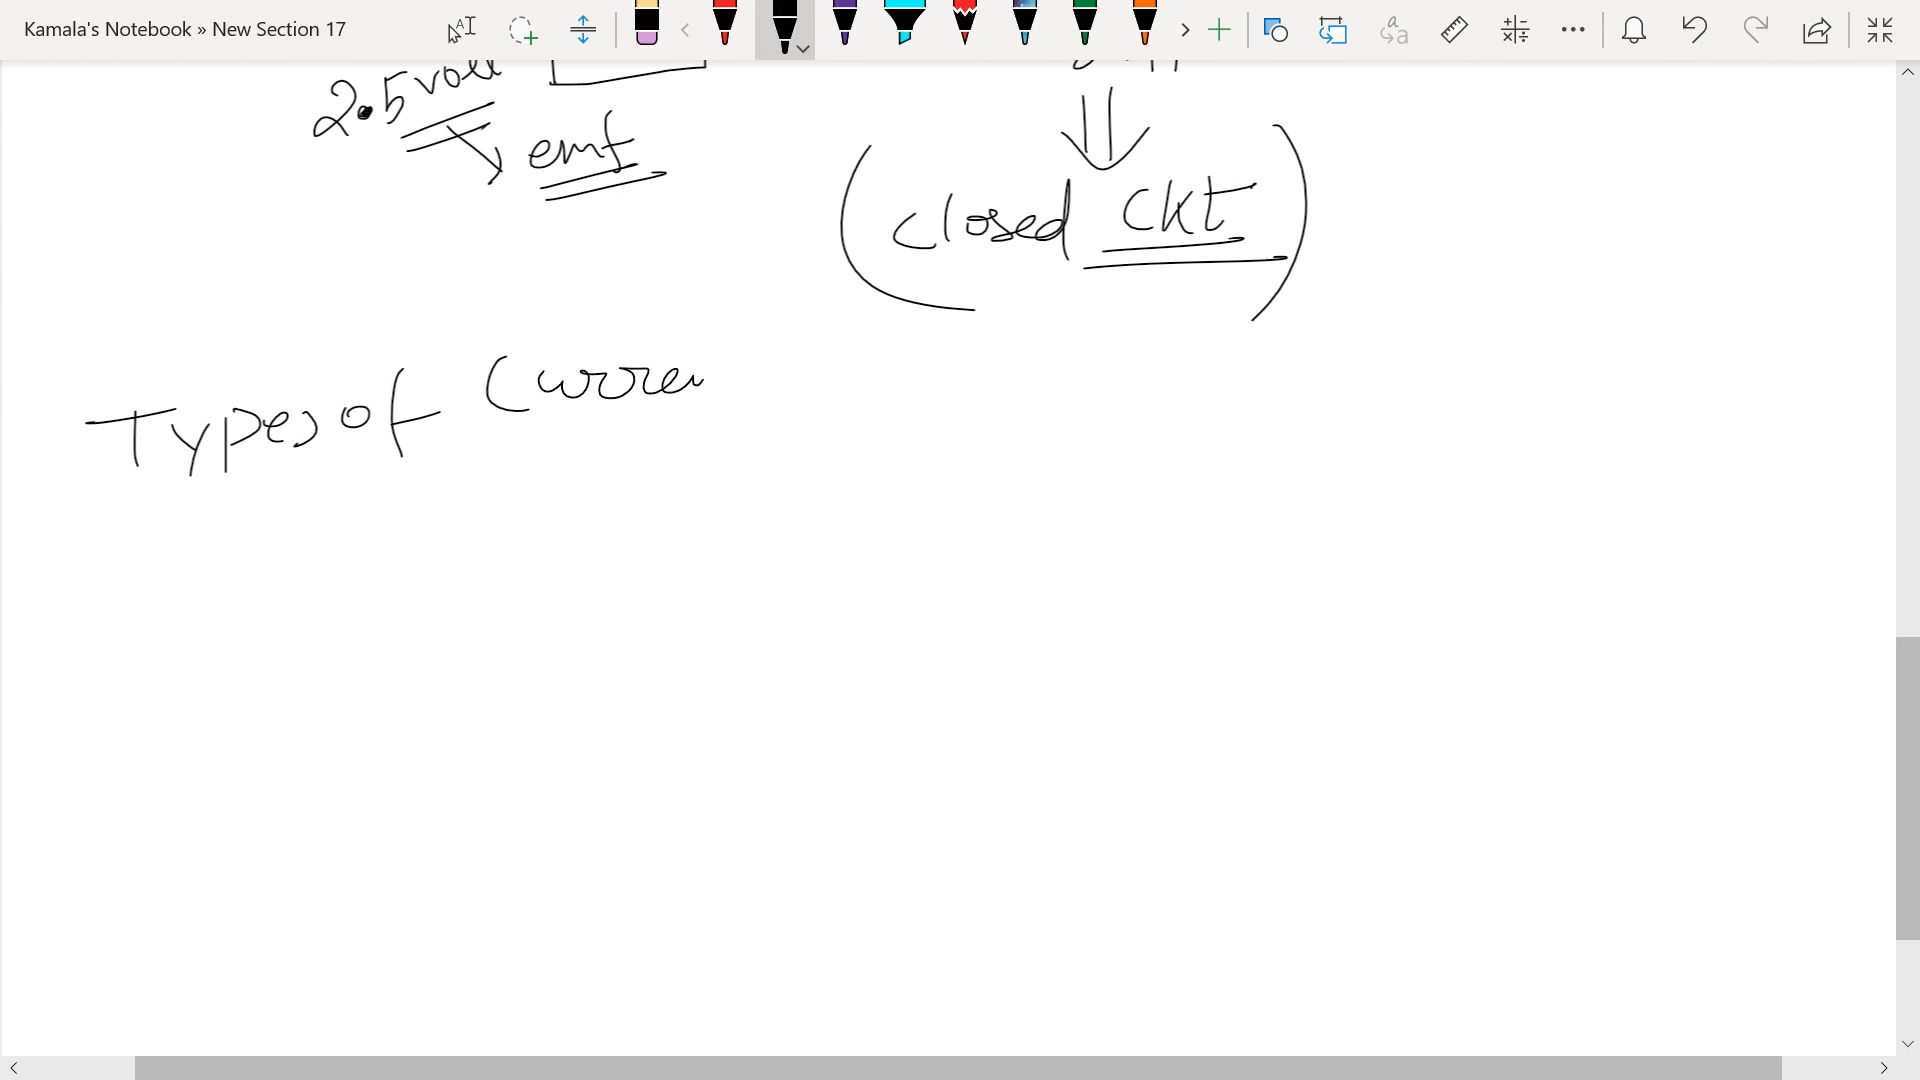 Kamala's Notebook » New Section 17
2.5 volt
emf
(closed CKT)
Types of Curren